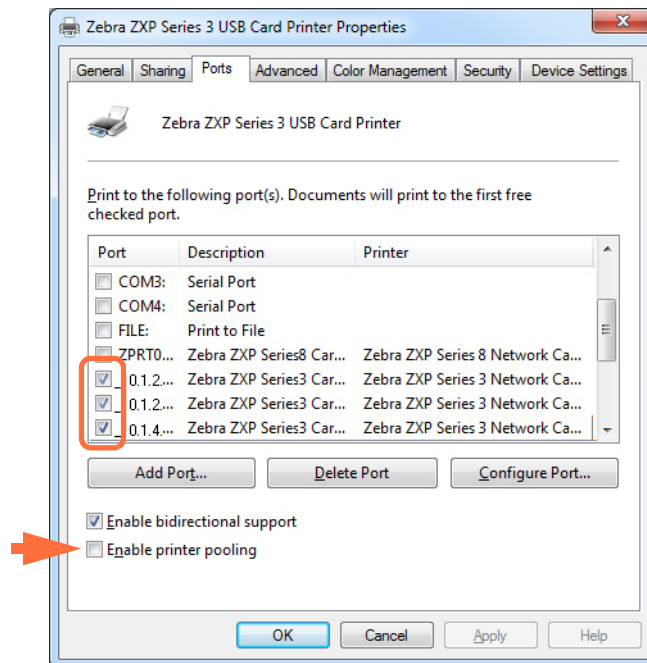 Zebra ZXP Series 3 USB Card Printer Properties
General Sharing Ports Advanced Color Management Security Device Settings
Zebra ZXP Series 3 USB Card Printer
Print to the following port(s). Documents will print to the first free
checked port.
Port Description Printer
COM3: Serial Port
COM4: Serial Port
FILE: Print to File
ZPRT0... Zebra ZXP Series8 Car... Zebra ZXP Series 8 Network Ca...
_ 0.1.2.... Zebra ZXP Series3 Car... Zebra ZXP Series 3 Network Ca...
_ 0.1.2.... Zebra ZXP Series3 Car... Zebra ZXP Series 3 Network Ca...
_ 0.1.4.... Zebra ZXP Series3 Car... Zebra ZXP Series 3 Network Ca...
Add Port... Delete Port Configure Port...
Enable bidirectional support
Enable printer pooling
OK Cancel Apply Help